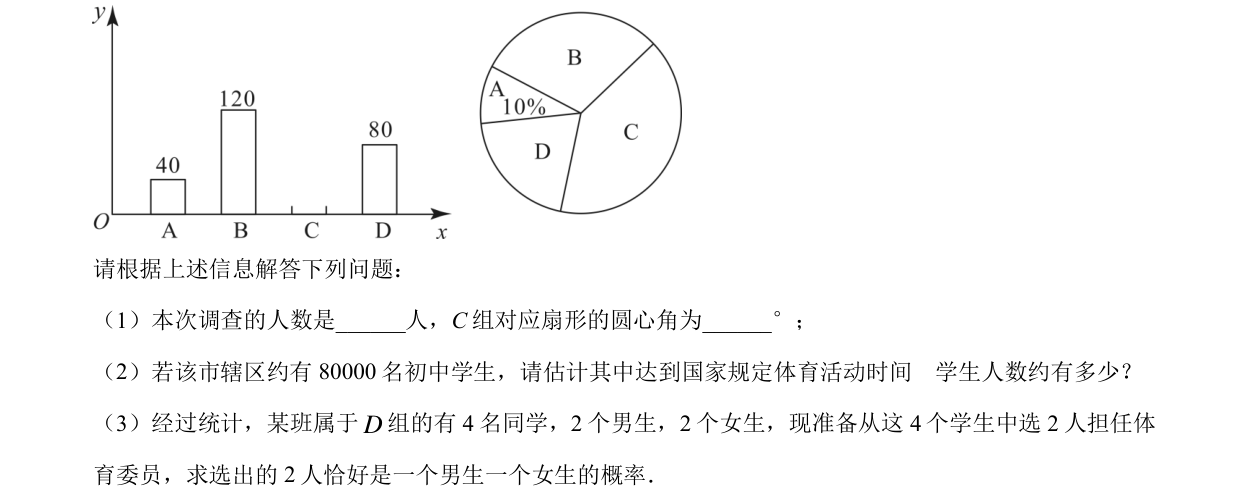 y
120
80
40
O
A
B
C
D
x
B
A
10%
C
D
请根据上述信息解答下列问题：
（1）本次调查的人数是______人，C组对应扇形的圆心角为______°；
（2）若该市辖区约有 80000 名初中学生，请估计其中达到国家规定体育活动时间 学生人数约有多少？
（3）经过统计，某班属于D组的有 4 名同学，2 个男生，2 个女生，现准备从这 4 个学生中选 2 人担任体
育委员，求选出的 2 人恰好是一个男生一个女生的概率．